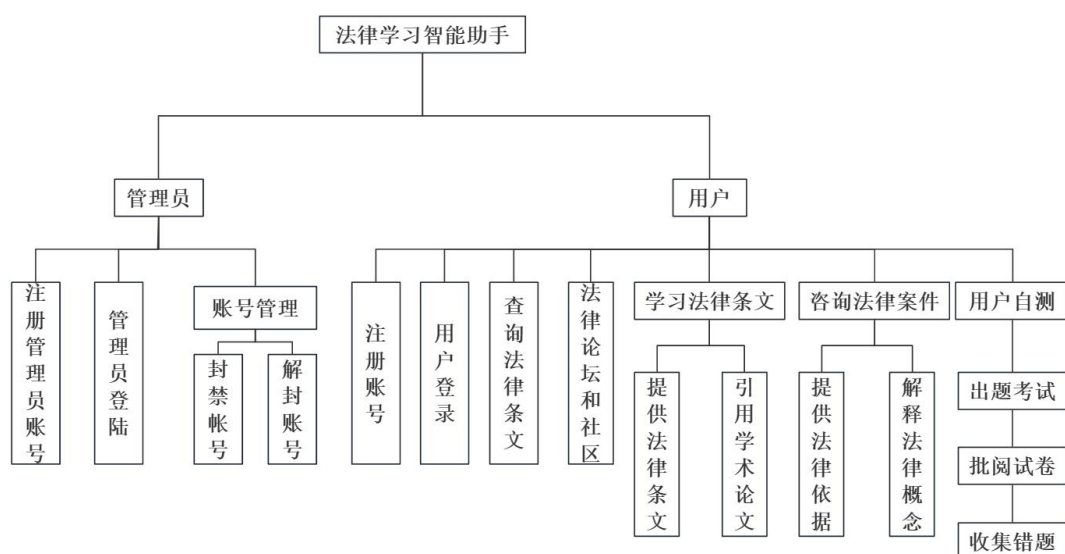 法律学习智能助手
管理员
用户
注册管理员账号
管理员登陆
账号管理
封禁帐号
解封账号
注册账号
用户登录
查询法律条文
法律论坛和社区
学习法律条文
提供法律条文
引用学术论文
咨询法律案件
提供法律依据
解释法律概念
用户自测
出题考试
批阅试卷
收集错题